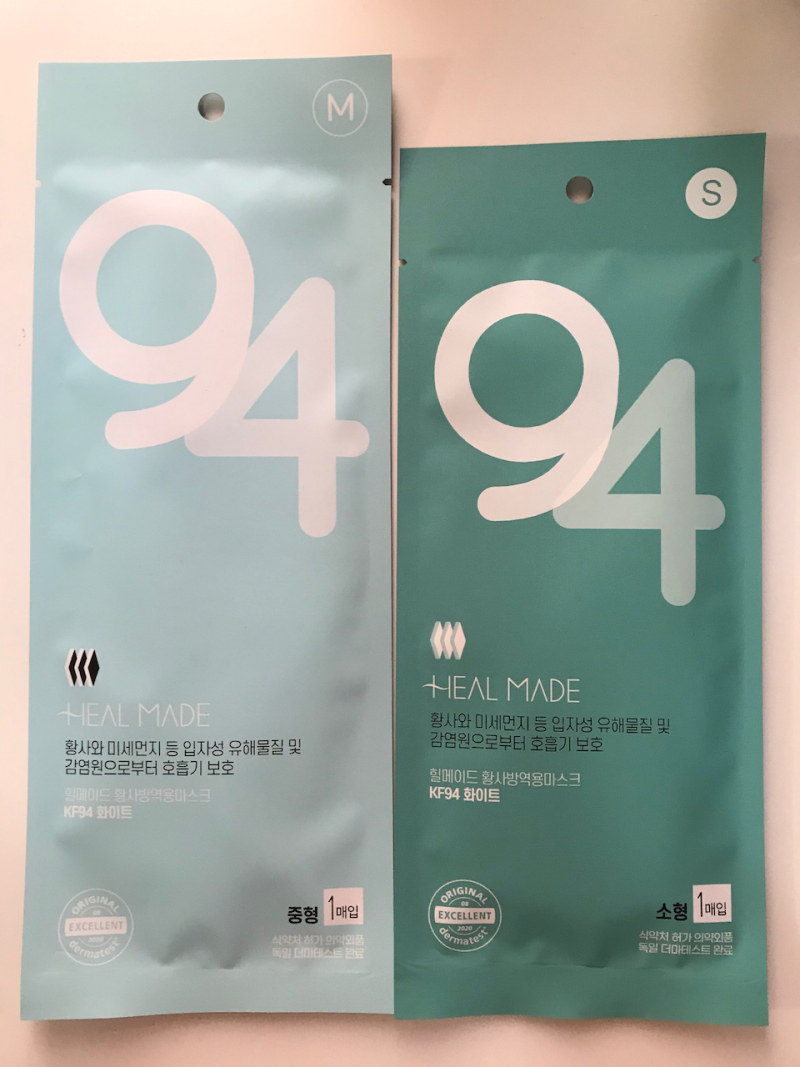 M
94
HEAL MADE
황사와 미세먼지 등 입자성 유해물질 및
감염원으로부터 호흡기 보호
힐메이드 황사방역용마스크
KF94 화이트
ORIGINAL
EXCELLENT
2020
dermatest
중형 1매입
식약처 허가 의약외품
독일 더마테스트 완료
S
94
HEAL MADE
황사와 미세먼지 등 입자성 유해물질 및
감염원으로부터 호흡기 보호
힐메이드 황사방역용마스크
KF94 화이트
ORIGINAL
08
EXCELLENT
2020
dermatest
소형 1매입
식약처 허가 의약외품
독일 더마테스트 완료